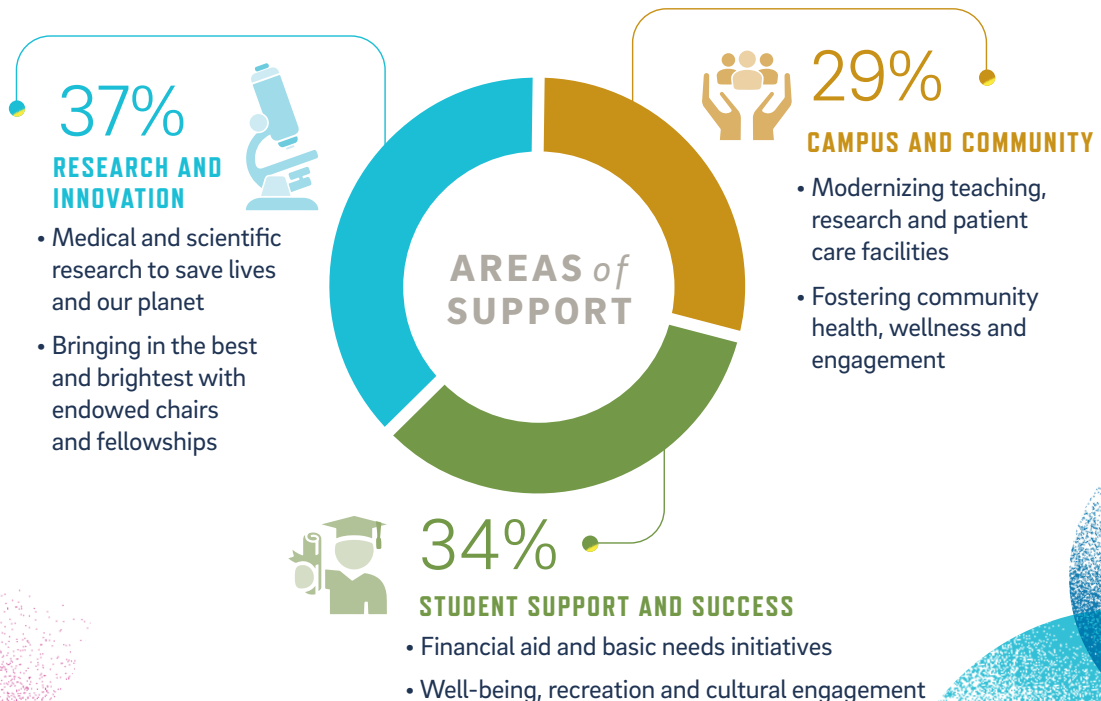 37%
RESEARCH AND
INNOVATION
• Medical and scientific
research to save lives
and our planet
• Bringing in the best
and brightest with
endowed chairs
and fellowships
AREAS of
SUPPORT
29%
CAMPUS AND COMMUNITY
• Modernizing teaching,
research and patient
care facilities
• Fostering community
health, wellness and
engagement
34%
STUDENT SUPPORT AND SUCCESS
• Financial aid and basic needs initiatives
• Well-being, recreation and cultural engagement